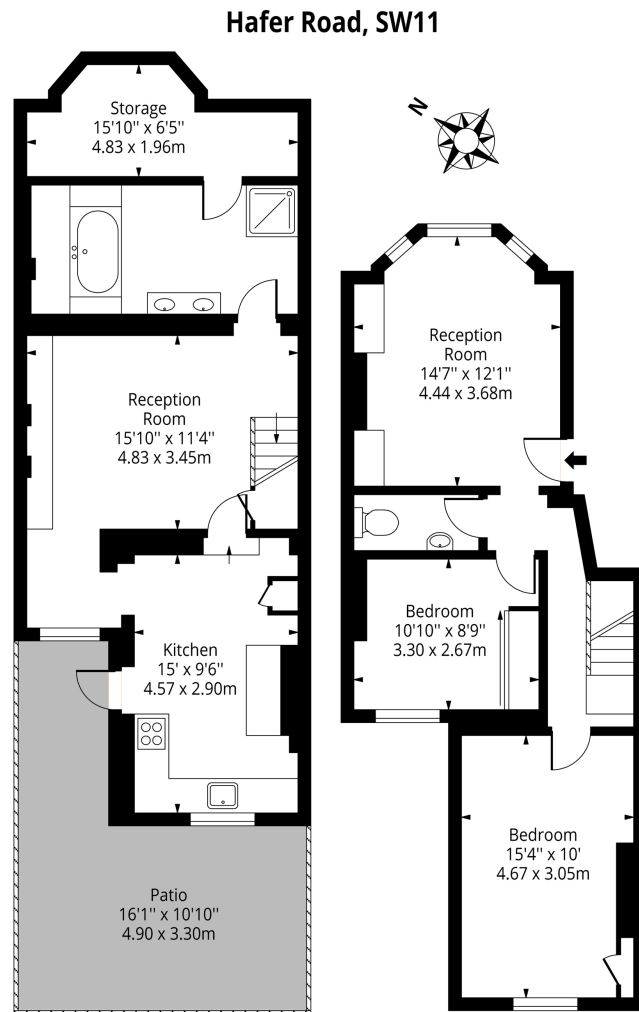 Hafer Road, SW11
N
Storage
15'10'' x 6'5''
4.83 x 1.96m
Reception
Room
15'10'' x 11'4''
4.83 x 3.45m
Kitchen
15' x 9'6''
4.57 x 2.90m
Patio
16'1'' x 10'10''
4.90 x 3.30m
Reception
Room
14'7'' x 12'1''
4.44 x 3.68m
Bedroom
10'10'' x 8'9''
3.30 x 2.67m
Bedroom
15'4'' x 10'
4.67 x 3.05m